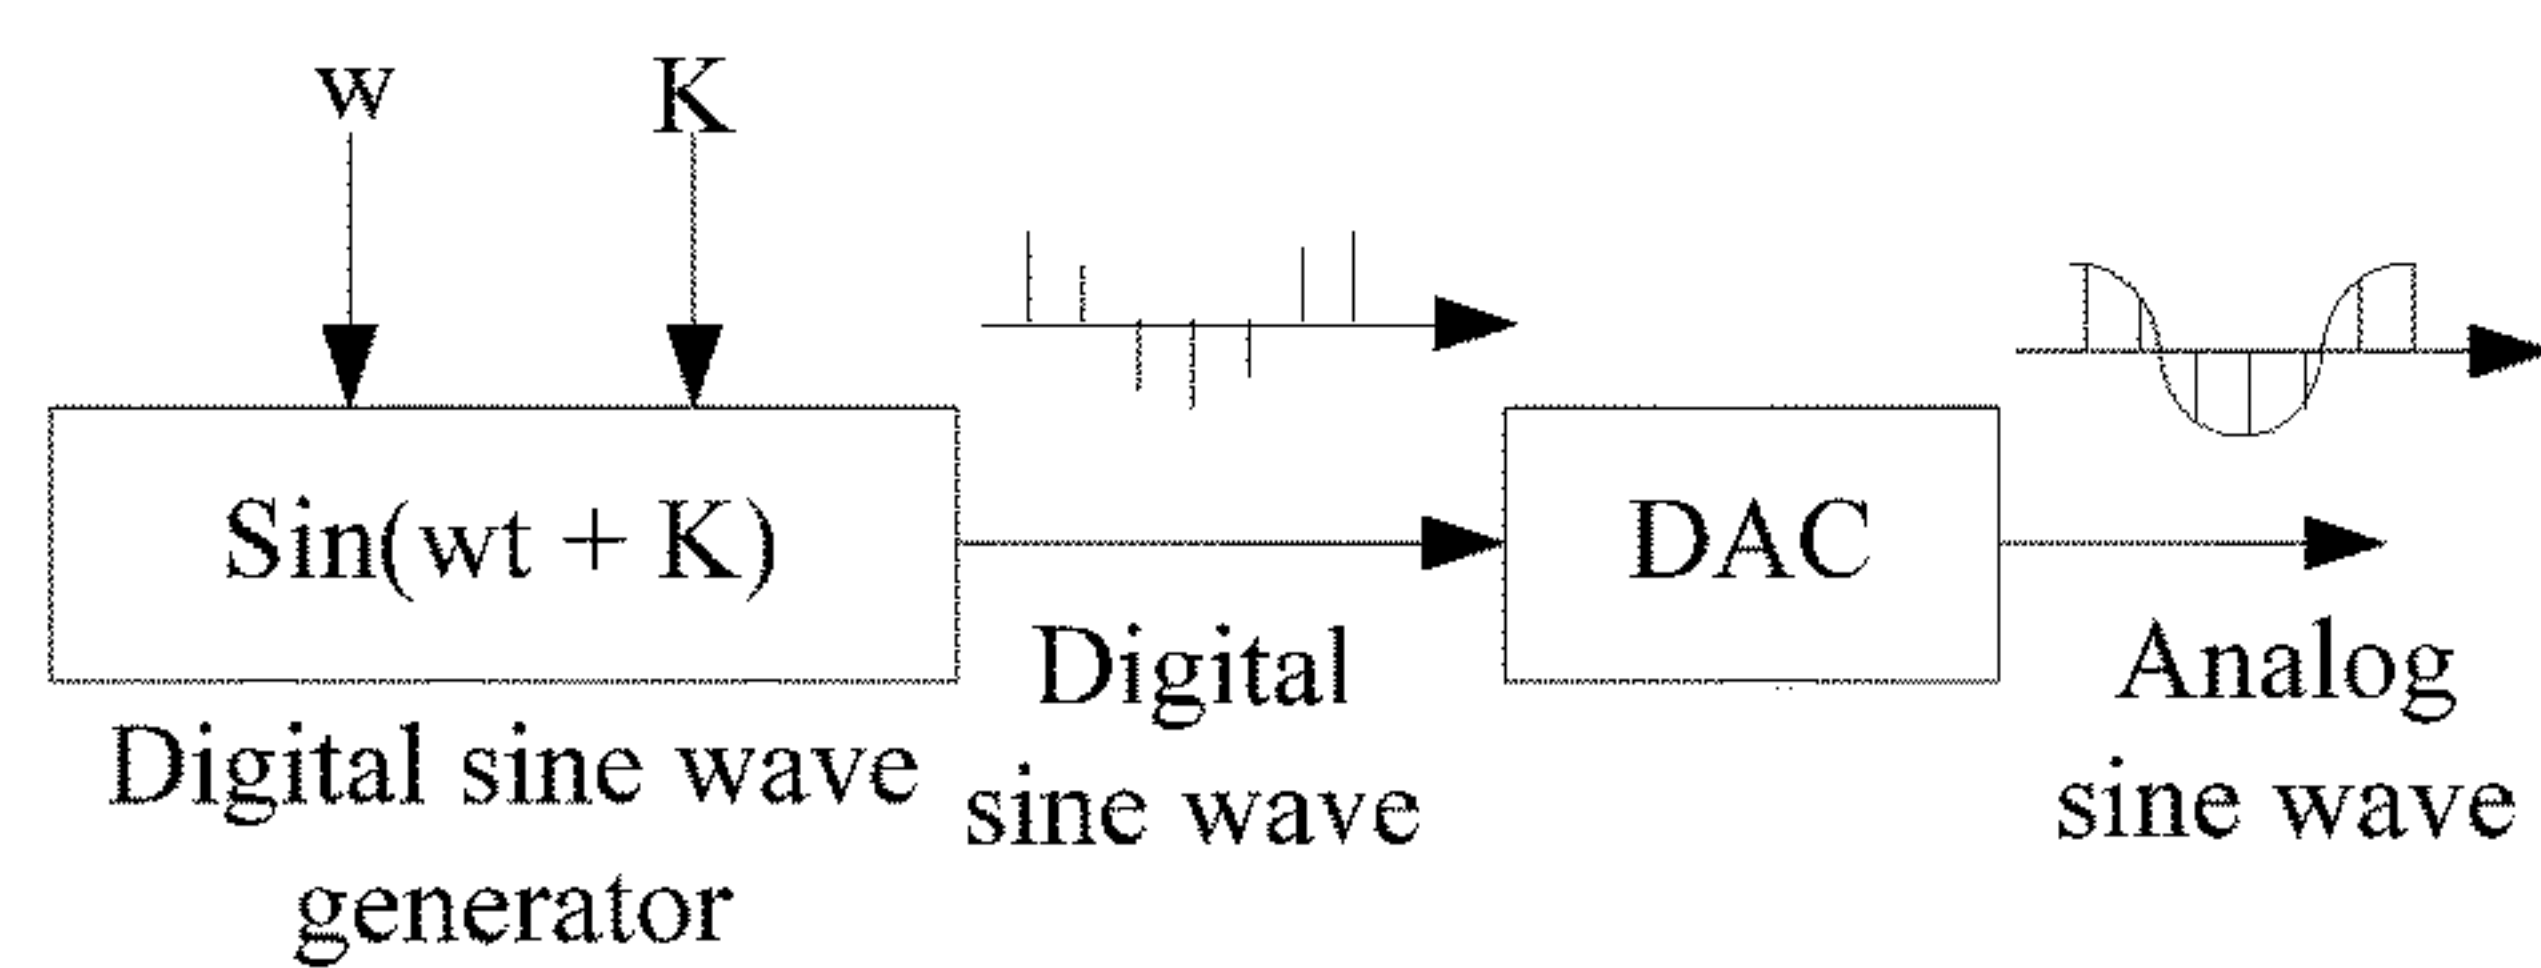 w
K
Sin(wt + K)
DAC
Digital
sine wave
Analog
sine wave
Digital sine wave
generator